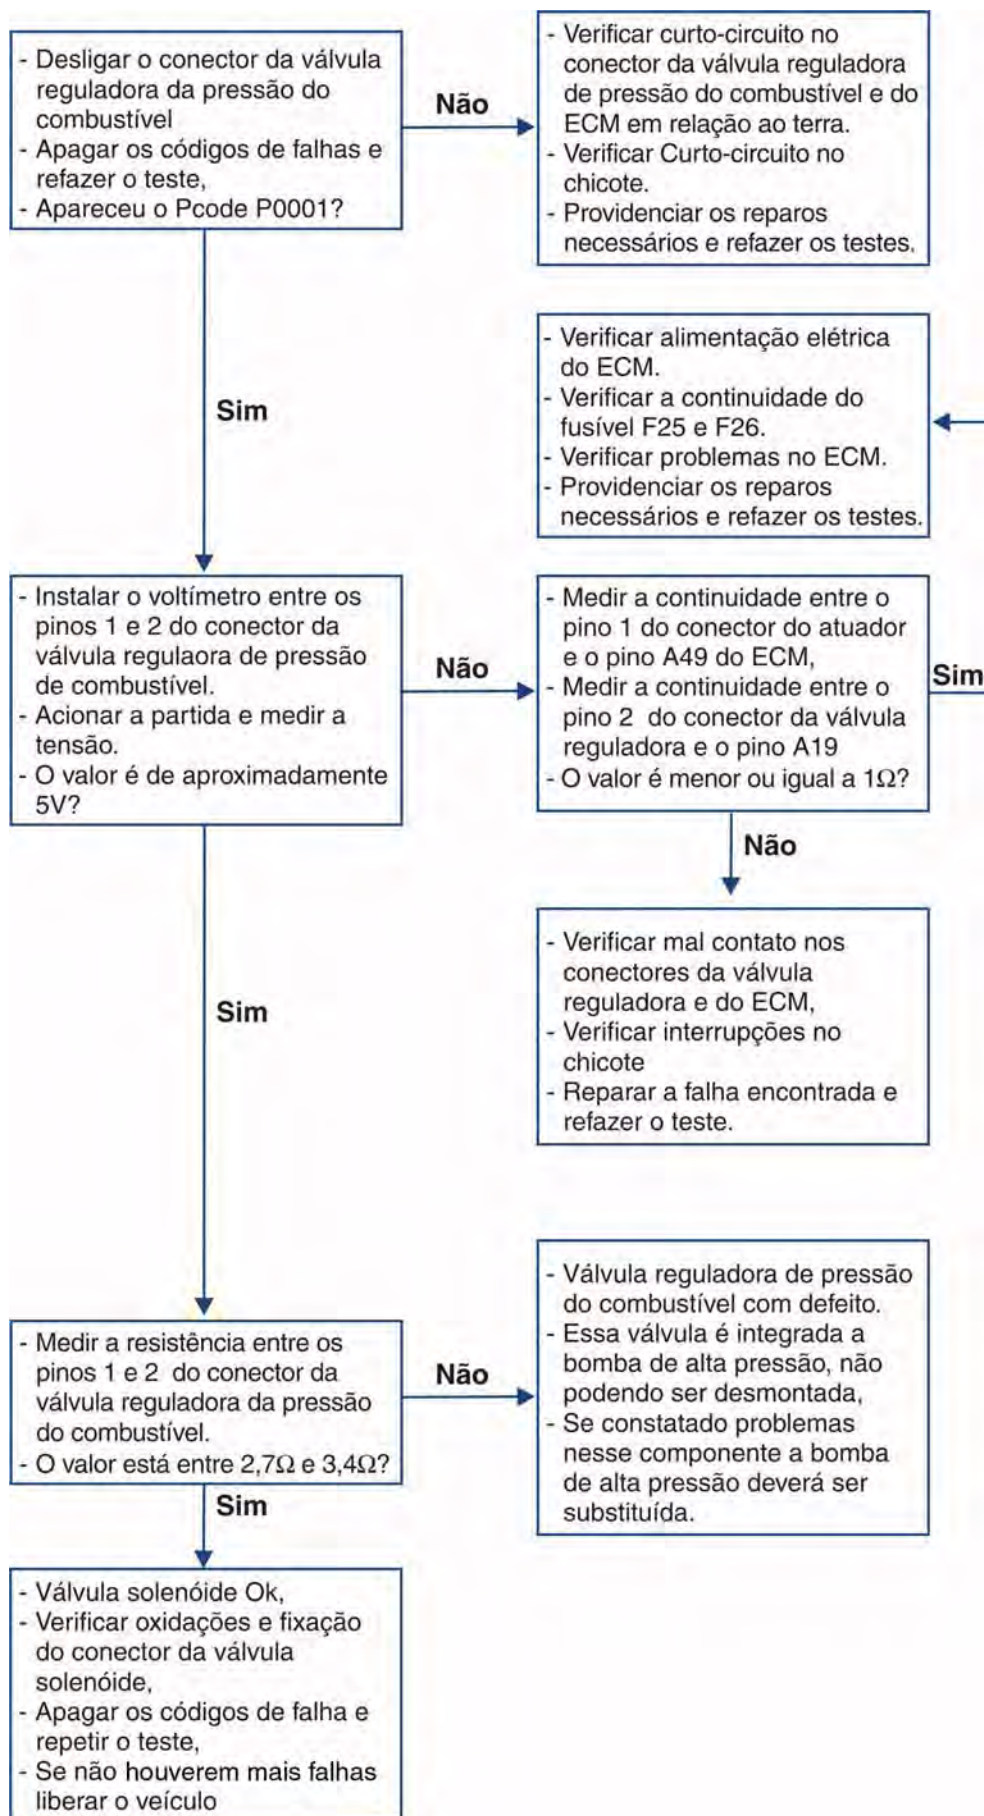 - Desligar o conector da válvula
reguladora da pressão do
combustível
- Apagar os códigos de falhas e
refazer o teste,
- Apareceu o Pcode P0001?
Não
- Verificar curto-circuito no
conector da válvula reguladora
de pressão do combustível e do
ECM em relação ao terra.
- Verificar Curto-circuito no
chicote.
- Providenciar os reparos
necessários e refazer os testes.
Sim
- Verificar alimentação elétrica
do ECM.
- Verificar a continuidade do
fusível F25 e F26.
- Verificar problemas no ECM.
- Providenciar os reparos
necessários e refazer os testes.
- Instalar o voltímetro entre os
pinos 1 e 2 do conector da
válvula regulaora de pressão
de combustível.
- Acionar a partida e medir a
tensão.
- O valor é de aproximadamente
5V?
Não
- Medir a continuidade entre o
pino 1 do conector do atuador
e o pino A49 do ECM,
- Medir a continuidade entre o
pino 2 do conector da válvula
reguladora e o pino A19
- O valor é menor ou igual a 1Ω?
Sim
Não
- Verificar mal contato nos
conectores da válvula
reguladora e do ECM,
- Verificar interrupções no
chicote
- Reparar a falha encontrada e
refazer o teste.
Sim
- Medir a resistência entre os
pinos 1 e 2 do conector da
válvula reguladora da pressão
do combustível.
- O valor está entre 2,7Ω e 3,4Ω?
Não
- Válvula reguladora de pressão
do combustível com defeito.
- Essa válvula é integrada a
bomba de alta pressão, não
podendo ser desmontada,
- Se constatado problemas
nesse componente a bomba
de alta pressão deverá ser
substituída.
Sim
- Válvula solenóide Ok,
- Verificar oxidações e fixação
do conector da válvula
solenóide,
- Apagar os códigos de falha e
repetir o teste,
- Se não houverem mais falhas
liberar o veículo